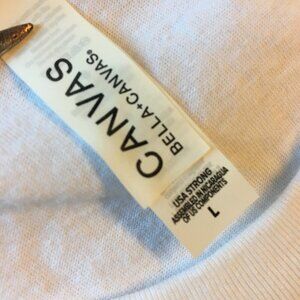 CANVAS
BELLA+CANVAS®
USA STRONG
ASSEMBLED IN NICARAGUA
OF US COMPONENTS
L